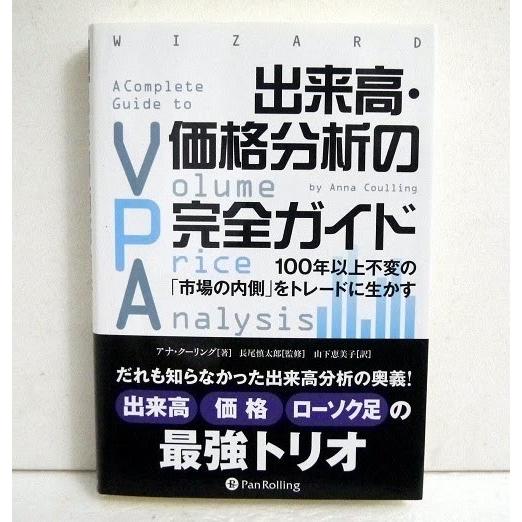 WIZARD
A Complete
Guide to
出来高・
価格分析の
Volume
by Anna Coulling
完全ガイド
Price
100年以上不変の
「市場の内側」をトレードに生かす
Analysis
アナ・クーリング[著] 長尾慎太郎[監修] 山下恵美子[訳]
だれも知らなかった出来高分析の奥義!
出来高 価格 ローソク足の
最強トリオ
PanRolling